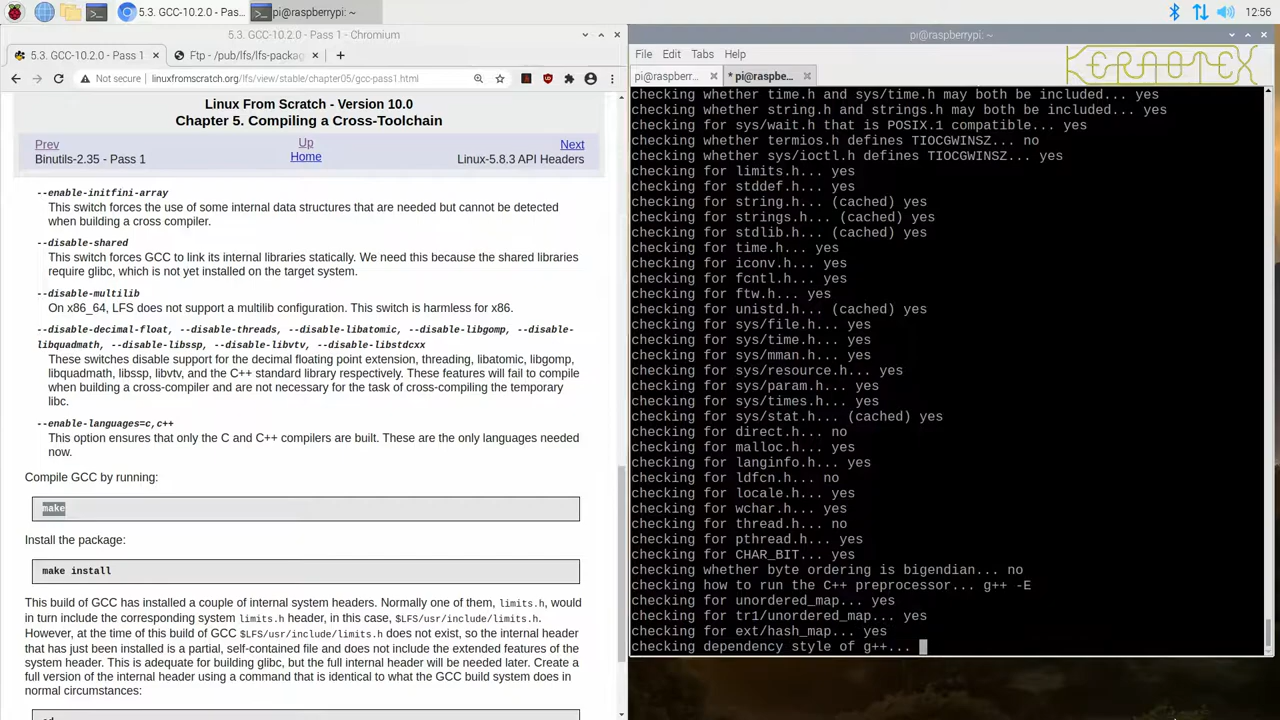 5.3. GCC-10.2.0 - Pas...
pi@raspberrypi: ~
12:56
5.3. GCC-10.2.0 - Pass 1 - Chromium
5.3. GCC-10.2.0 - Pass 1
Ftp - /pub/lfs/lfs-packag
Not secure
linuxfromscratch.org/lfs/view/stable/chapter05/gcc-pass1.html
Linux From Scratch - Version 10.0
Chapter 5. Compiling a Cross-Toolchain
Prev
Up
Next
Binutils-2.35 - Pass 1
Home
Linux-5.8.3 API Headers
--enable-initfini-array
This switch forces the use of some internal data structures that are needed but cannot be detected
when building a cross compiler.
--disable-shared
This switch forces GCC to link its internal libraries statically. We need this because the shared libraries
require glibc, which is not yet installed on the target system.
--disable-multilib
On x86_64, LFS does not support a multilib configuration. This switch is harmless for x86.
--disable-decimal-float, --disable-threads, --disable-libatomic, --disable-libgomp, --disable-
libquadmath, --disable-libssp, --disable-libvtv, --disable-libstdcxx
These switches disable support for the decimal floating point extension, threading, libatomic, libgomp,
libquadmath, libssp, libvtv, and the C++ standard library respectively. These features will fail to compile
when building a cross-compiler and are not necessary for the task of cross-compiling the temporary
libc.
--enable-languages=c,c++
This option ensures that only the C and C++ compilers are built. These are the only languages needed
now.
Compile GCC by running:
make
Install the package:
make install
This build of GCC has installed a couple of internal system headers. Normally one of them, limits.h, would
in turn include the corresponding system limits.h header, in this case, $LFS/usr/include/limits.h.
However, at the time of this build of GCC $LFS/usr/include/limits.h does not exist, so the internal header
that has just been installed is a partial, self-contained file and does not include the extended features of the
system header. This is adequate for building glibc, but the full internal header will be needed later. Create a
full version of the internal header using a command that is identical to what the GCC build system does in
normal circumstances:
pi@raspberrypi: ~
File Edit Tabs Help
pi@raspberr...
* pi@raspbe...
KERNOTEX
checking whether time.h and sys/time.h may both be included... yes
checking whether string.h and strings.h may both be included... yes
checking for sys/wait.h that is POSIX.1 compatible... yes
checking whether termios.h defines TIOCGWINSZ... no
checking whether sys/ioctl.h defines TIOCGWINSZ... yes
checking for limits.h... yes
checking for stddef.h... yes
checking for string.h... (cached) yes
checking for strings.h... (cached) yes
checking for stdlib.h... (cached) yes
checking for time.h... yes
checking for iconv.h... yes
checking for fcntl.h... yes
checking for ftw.h... yes
checking for unistd.h... (cached) yes
checking for sys/file.h... yes
checking for sys/time.h... yes
checking for sys/mman.h... yes
checking for sys/resource.h... yes
checking for sys/param.h... yes
checking for sys/times.h... yes
checking for sys/stat.h... (cached) yes
checking for direct.h... no
checking for malloc.h... yes
checking for langinfo.h... yes
checking for ldfcn.h... no
checking for locale.h... yes
checking for wchar.h... yes
checking for thread.h... no
checking for pthread.h... yes
checking for CHAR_BIT... yes
checking whether byte ordering is bigendian... no
checking how to run the C++ preprocessor... g++ -E
checking for unordered_map... yes
checking for tr1/unordered_map... yes
checking for ext/hash_map... yes
checking dependency style of g++...